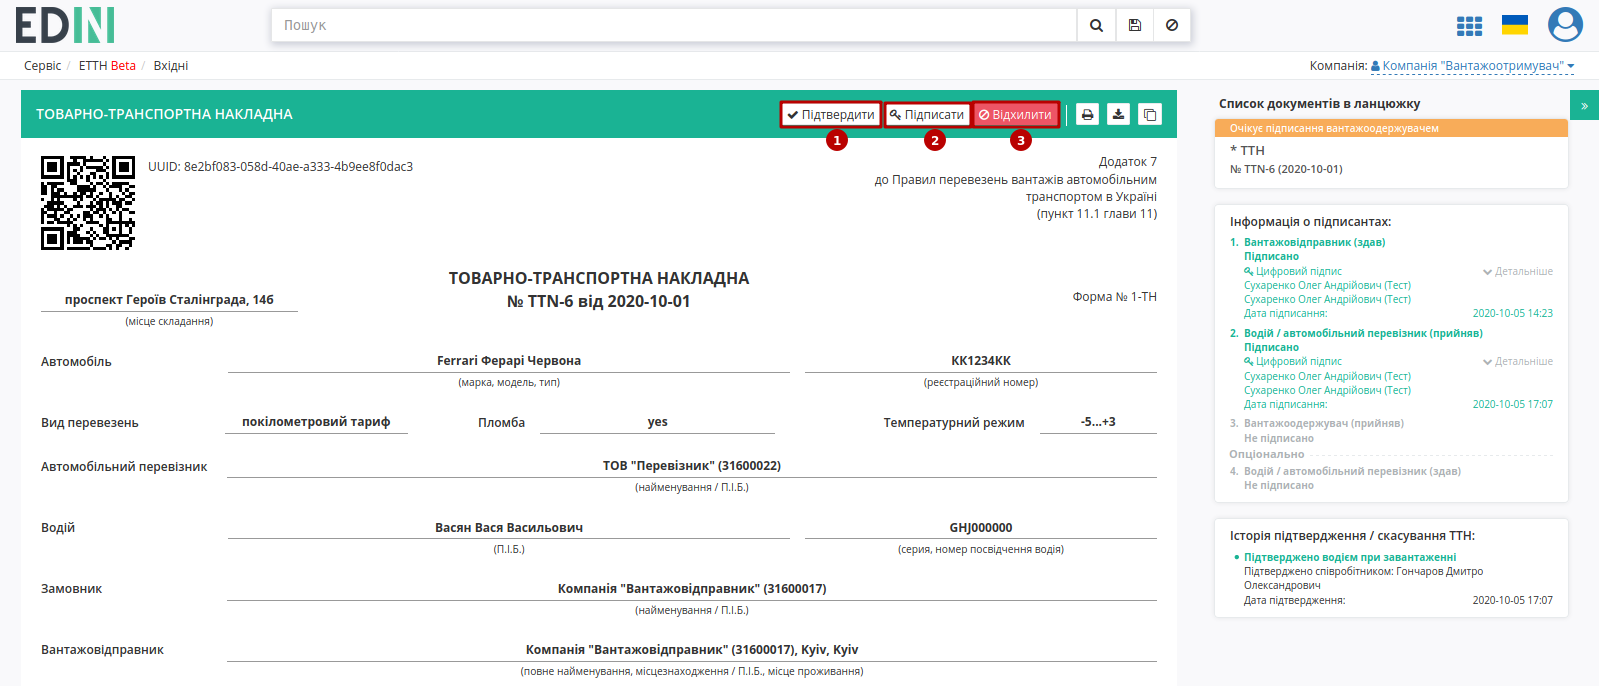 EDIN
Пошук
Сервіс / ЕТТН Beta / Вхідні
Компанія: Компанія "Вантажоотримувач"
ТОВАРНО-ТРАНСПОРТНА НАКЛАДНА
Підтвердити
Підписати
Відхилити
1
2
3
UUID: 8e2bf083-058d-40ae-a333-4b9ee8f0dac3
Додаток 7
до Правил перевезень вантажів автомобільним
транспортом в Україні
(пункт 11.1 глави 11)
ТОВАРНО-ТРАНСПОРТНА НАКЛАДНА
№ TTN-6 від 2020-10-01
проспект Героїв Сталінграда, 14б
(місце складання)
Форма № 1-ТН
Автомобіль
Ferrari Ферарі Червона
КК1234КК
(марка, модель, тип)
(реєстраційний номер)
Вид перевезень
покілометровий тариф
Пломба
yes
Температурний режим
-5...+3
Автомобільний перевізник
ТОВ "Перевізник" (31600022)
(найменування / П.І.Б.)
Водій
Васян Вася Васильович
GHJ000000
(П.І.Б.)
(серия, номер посвідчення водія)
Замовник
Компанія "Вантажовідправник" (31600017)
(найменування / П.І.Б.)
Вантажовідправник
Компанія "Вантажовідправник" (31600017), Kyiv, Kyiv
(повне найменування, місцезнаходження / П.І.Б., місце проживання)
Список документів в ланцюжку
»
Очікує підписання вантажоодержувачем
* ТТН
№ TTN-6 (2020-10-01)
Інформація о підписантах:
1. Вантажовідправник (здав)
Підписано
Цифровий підпис
Детальніше
Сухаренко Олег Андрійович (Тест)
Сухаренко Олег Андрійович (Тест)
Дата підписання: 2020-10-05 14:23
2. Водій / автомобільний перевізник (прийняв)
Підписано
Цифровий підпис
Детальніше
Сухаренко Олег Андрійович (Тест)
Сухаренко Олег Андрійович (Тест)
Дата підписання: 2020-10-05 17:07
3. Вантажоодержувач (прийняв)
Не підписано
Опціонально
4. Водій / автомобільний перевізник (здав)
Не підписано
Історія підтвердження / скасування ТТН:
• Підтверджено водієм при завантаженні
Підтверджено співробітником: Гончаров Дмитро
Олександрович
Дата підтвердження: 2020-10-05 17:07